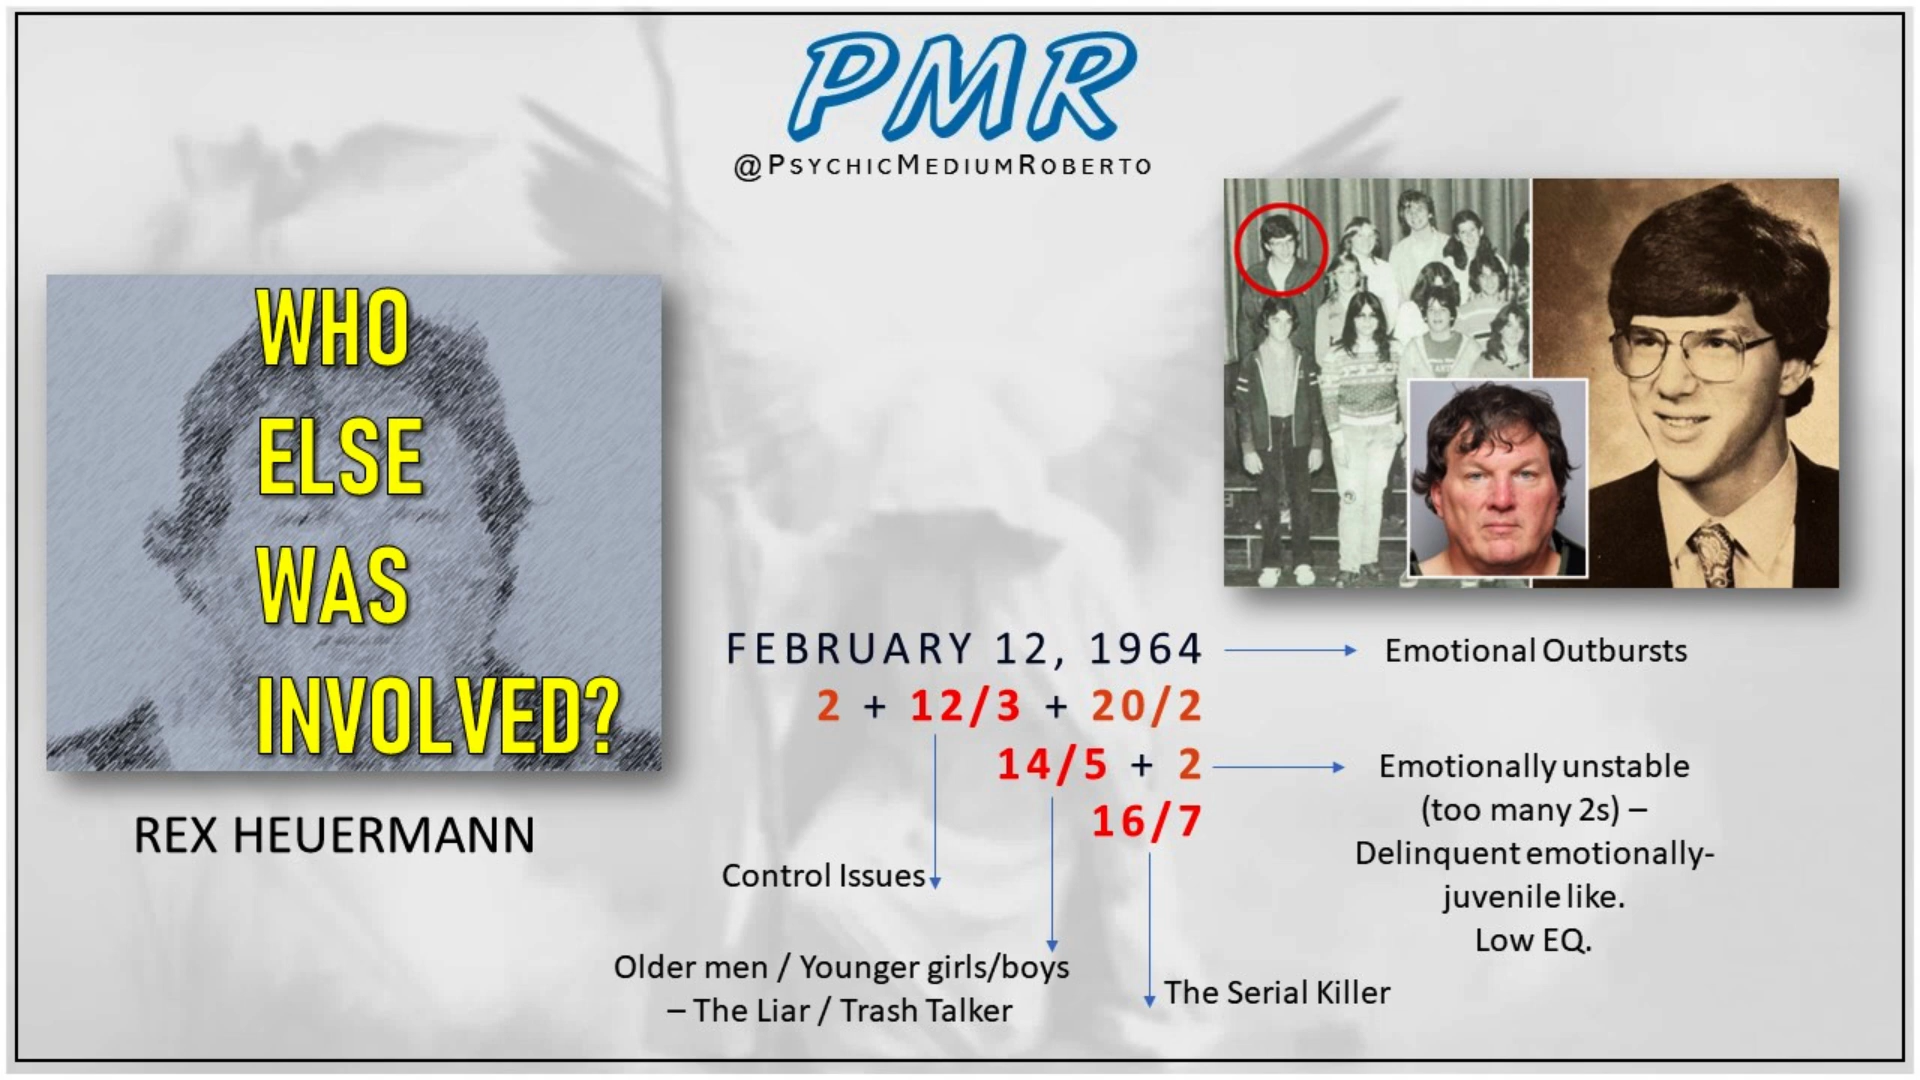 PMR
@PSYCHICMEDIUMROBERTO
WHO
ELSE
WAS
INVOLVED?
REX HEUERMANN
FEBRUARY 12, 1964
Emotional Outbursts
2 + 12/3 + 20/2
14/5 + 2
Emotionally unstable
(too many 2s) –
Delinquent emotionally-
juvenile like.
Low EQ.
16/7
Control Issues
Older men / Younger girls/boys
– The Liar / Trash Talker
The Serial Killer